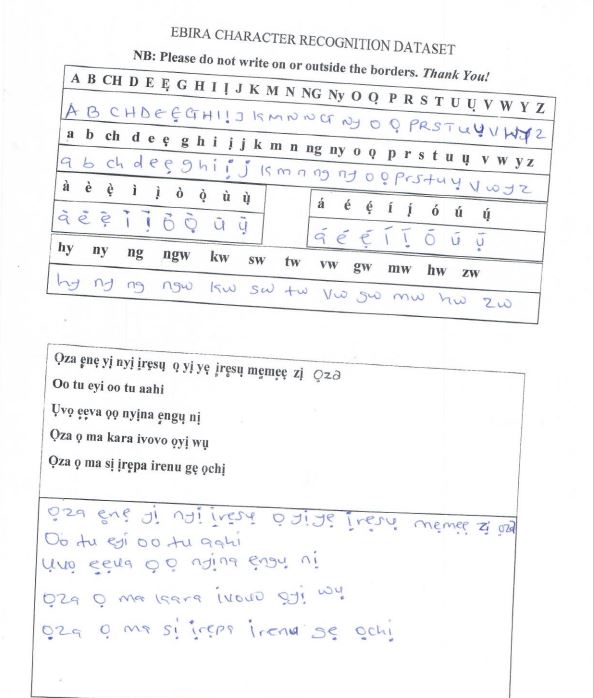 EBIRA CHARACTER RECOGNITION DATASET
NB: Please do not write on or outside the borders. Thank You!
A B CH D E Ẹ G H I Ị J K M N NG Ny O Ọ P R S T U Ụ V W Y Z
A B CH D E Ẹ G H I Ị J K M N NG Ny O Ọ P R S T U Ụ V W Y Z
a b ch d e ẹ g h i ị j k m n ng ny o ọ p r s t u ụ v w y z
a b ch d e ẹ g h i ị j k m n ng ny o ọ p r s t u ụ v w y z
à è ẹ̀ ì ị̀ ò ọ̀ ù ụ̀
á é ẹ́ í ị́ ó ú ụ́
á é ẹ́ í ị́ ó ú ụ́
hy ny ng ngw kw sw tw vw gw mw hw zw
hy ny ng ngw kw sw tw vw gw mw hw zw
Ọza ẹnẹ yị nyị ịrẹsụ ọ yị yẹ ịrẹsụ mẹmẹẹ zị ọza
Oo tu eyi oo tu aahi
Ụvọ ẹẹva ọọ nyịna ẹngụ nị
Ọza ọ ma kara ivovo ọyị wụ
Ọza ọ ma sị ịrẹpa irenu gẹ ọchị
Ọza ẹnẹ yị nyị ịrẹsụ ọ yị yẹ ịrẹsụ mẹmẹẹ zị ọza
Oo tu eyi oo tu aahi
Ụvọ ẹẹva ọọ nyịna ẹngụ nị
Ọza ọ ma kara ivovo ọyị wụ
Ọza ọ ma sị ịrẹpa irenu gẹ ọchị